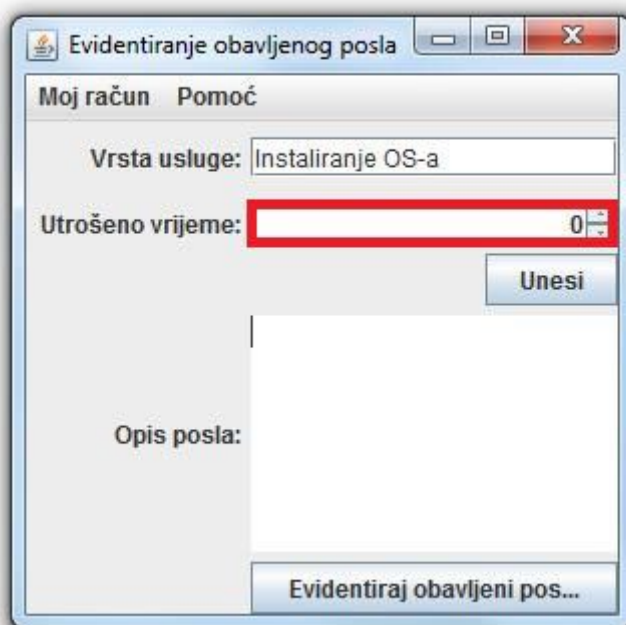 Evidentiranje obavljenog posla
Moj račun Pomoć
Vrsta usluge: Instaliranje OS-a
Utrošeno vrijeme: 0
Unesi
Opis posla:
Evidentiraj obavljeni pos...